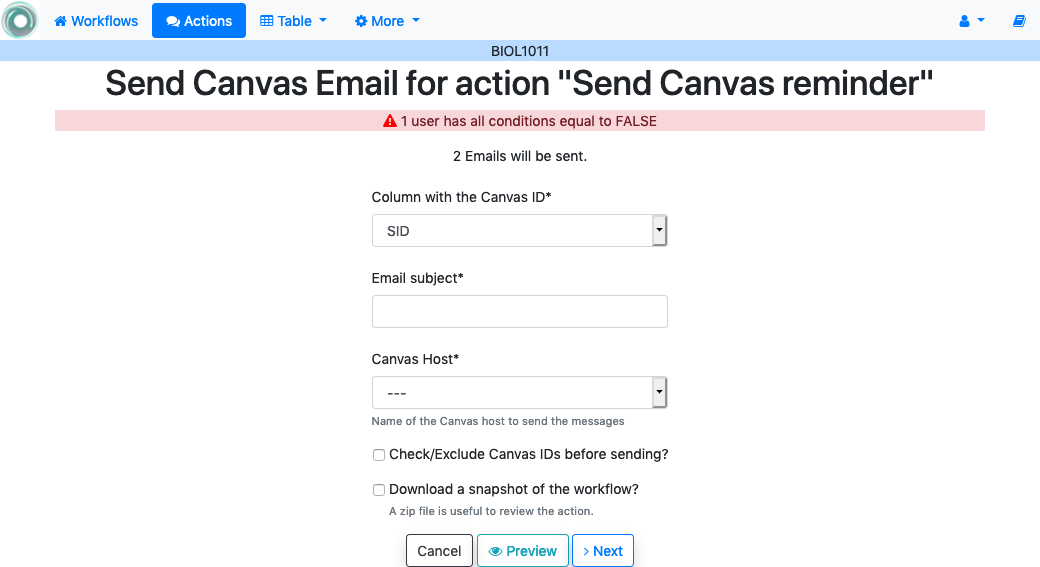 Workflows Actions Table More
BIOL1011
Send Canvas Email for action "Send Canvas reminder"
1 user has all conditions equal to FALSE
2 Emails will be sent.
Column with the Canvas ID*
SID
Email subject*
Canvas Host*
---
Name of the Canvas host to send the messages
Check/Exclude Canvas IDs before sending?
Download a snapshot of the workflow?
A zip file is useful to review the action.
Cancel Preview Next